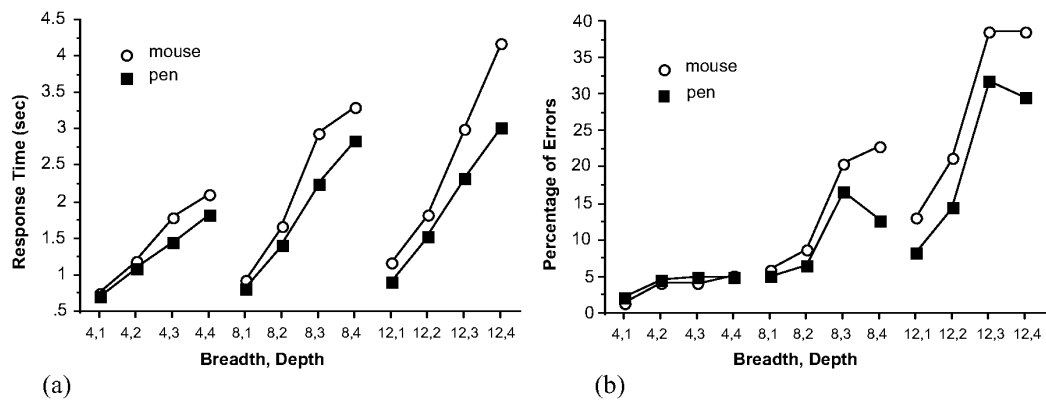 4.5
4
3.5
3
2.5
2
1.5
1
.5
mouse
pen
Response Time (sec)
4,1 4,2 4,3 4,4 8,1 8,2 8,3 8,4 12,1 12,2 12,3 12,4
Breadth, Depth
(a)
40
35
30
25
20
15
10
5
0
mouse
pen
Percentage of Errors
4,1 4,2 4,3 4,4 8,1 8,2 8,3 8,4 12,1 12,2 12,3 12,4
Breadth, Depth
(b)